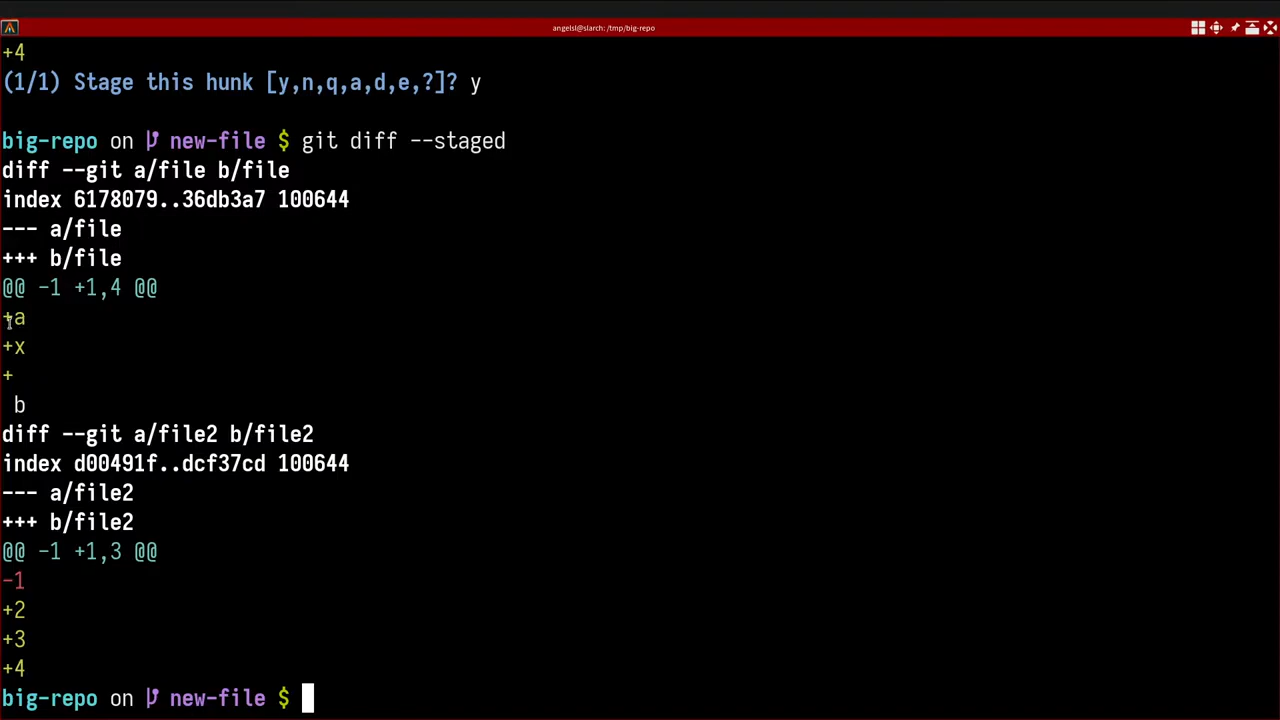 angelsl@slarch: /tmp/big-repo
+4
(1/1) Stage this hunk [y,n,q,a,d,e,?]? y
big-repo on new-file $ git diff --staged
diff --git a/file b/file
index 6178079..36db3a7 100644
--- a/file
+++ b/file
@@ -1 +1,4 @@
+a
+x
+
 b
diff --git a/file2 b/file2
index d00491f..dcf37cd 100644
--- a/file2
+++ b/file2
@@ -1 +1,3 @@
-1
+2
+3
+4
big-repo on new-file $